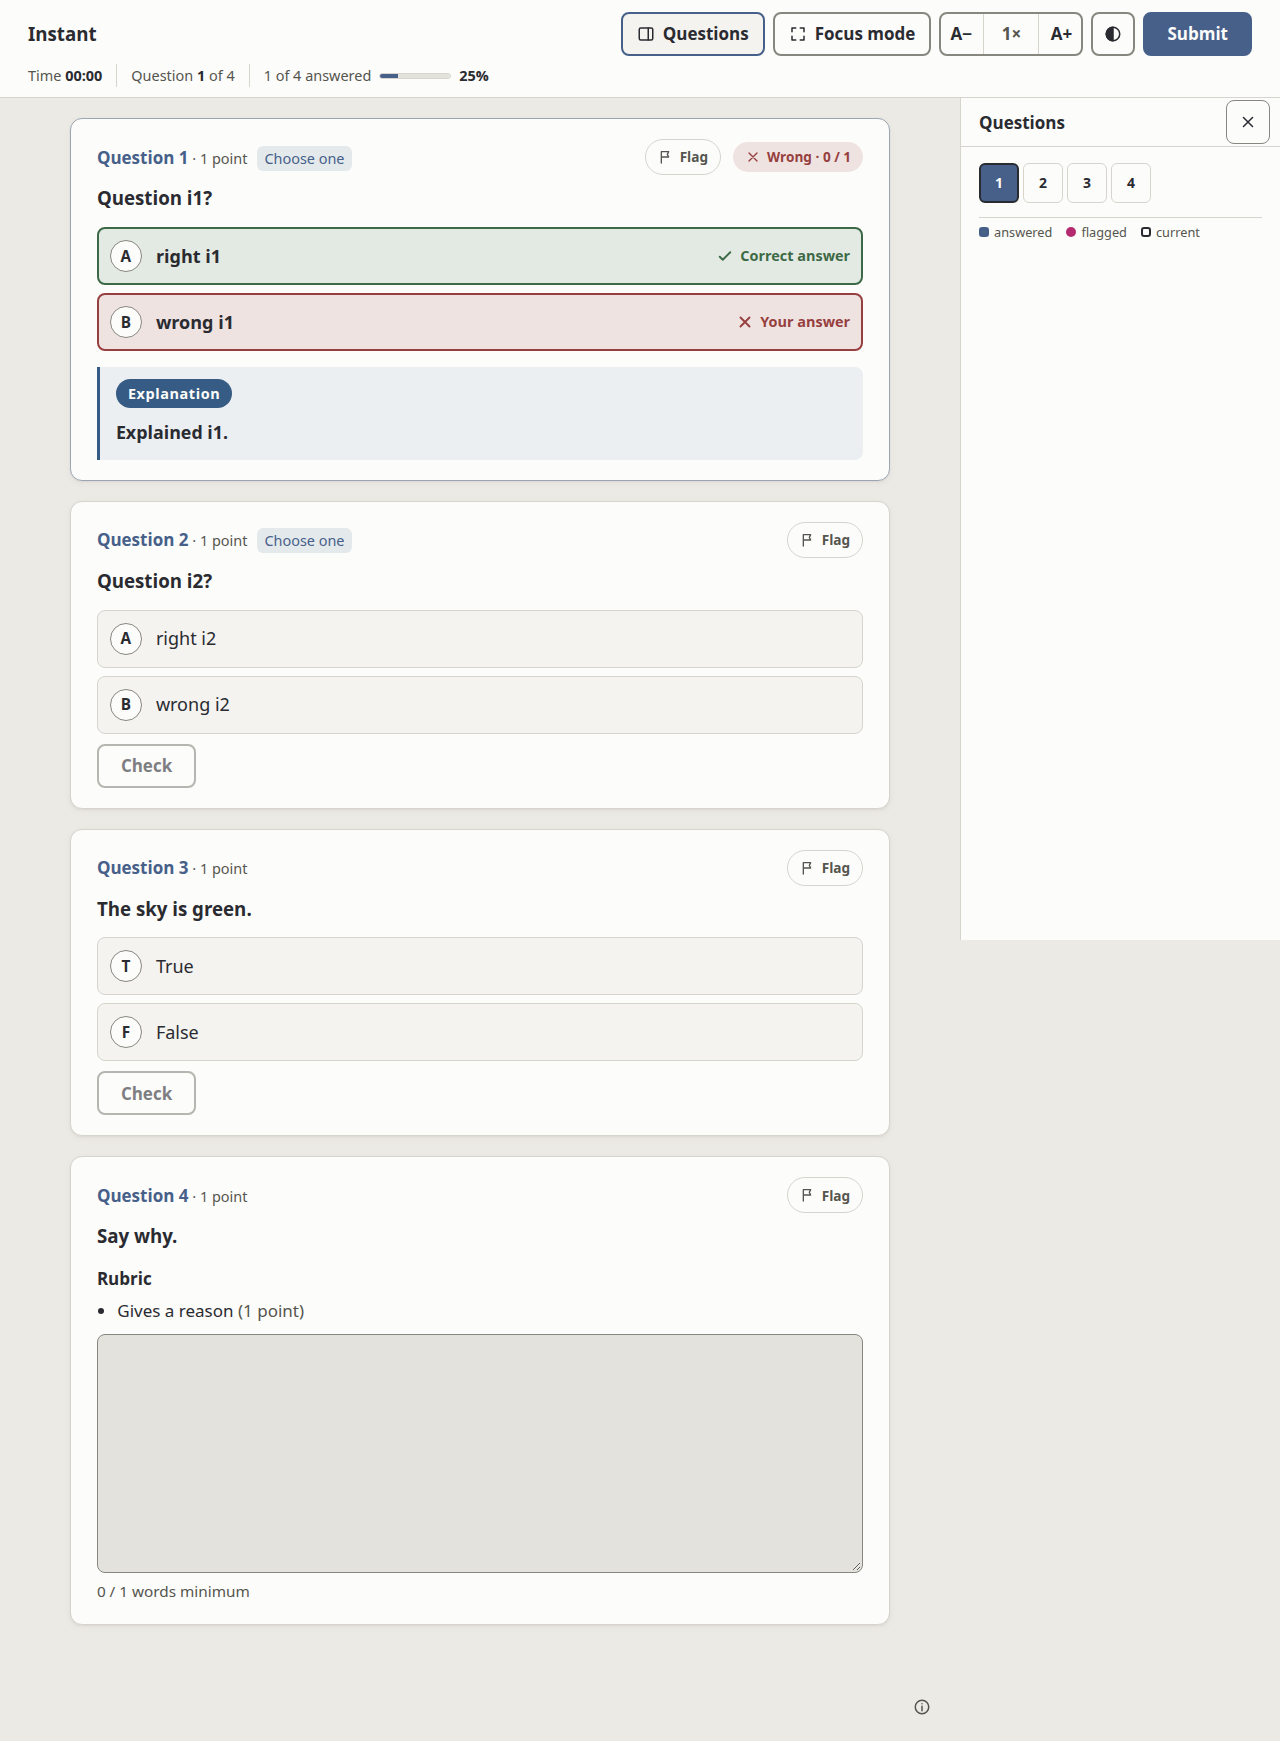 Instant
Questions
Focus mode
A−
1×
A+
Submit
Time 00:00
Question 1 of 4
1 of 4 answered
25%
Question 1 · 1 point
Choose one
Flag
Wrong · 0 / 1
Question i1?
A
right i1
Correct answer
B
wrong i1
Your answer
Explanation
Explained i1.
Question 2 · 1 point
Choose one
Flag
Question i2?
A
right i2
B
wrong i2
Check
Question 3 · 1 point
Flag
The sky is green.
T
True
F
False
Check
Question 4 · 1 point
Flag
Say why.
Rubric
• Gives a reason (1 point)
0 / 1 words minimum
Questions
1
2
3
4
answered
flagged
current